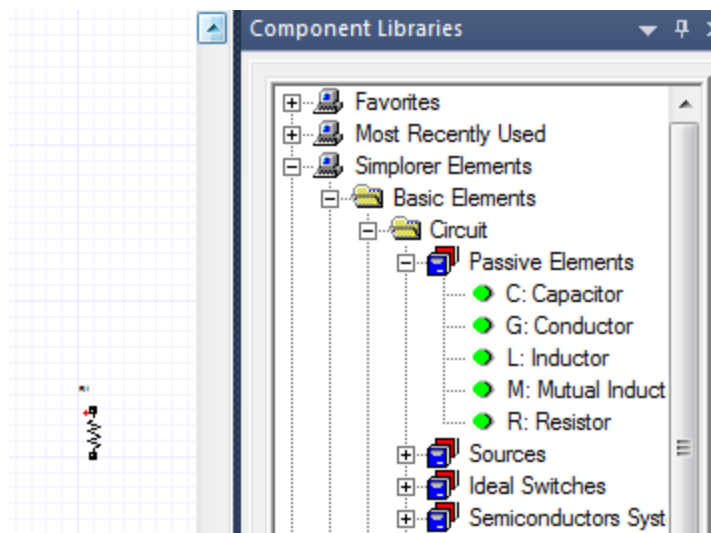 Component Libraries
Favorites
Most Recently Used
Simplorer Elements
Basic Elements
Circuit
Passive Elements
C: Capacitor
G: Conductor
L: Inductor
M: Mutual Induct
R: Resistor
Sources
Ideal Switches
Semiconductors Syst